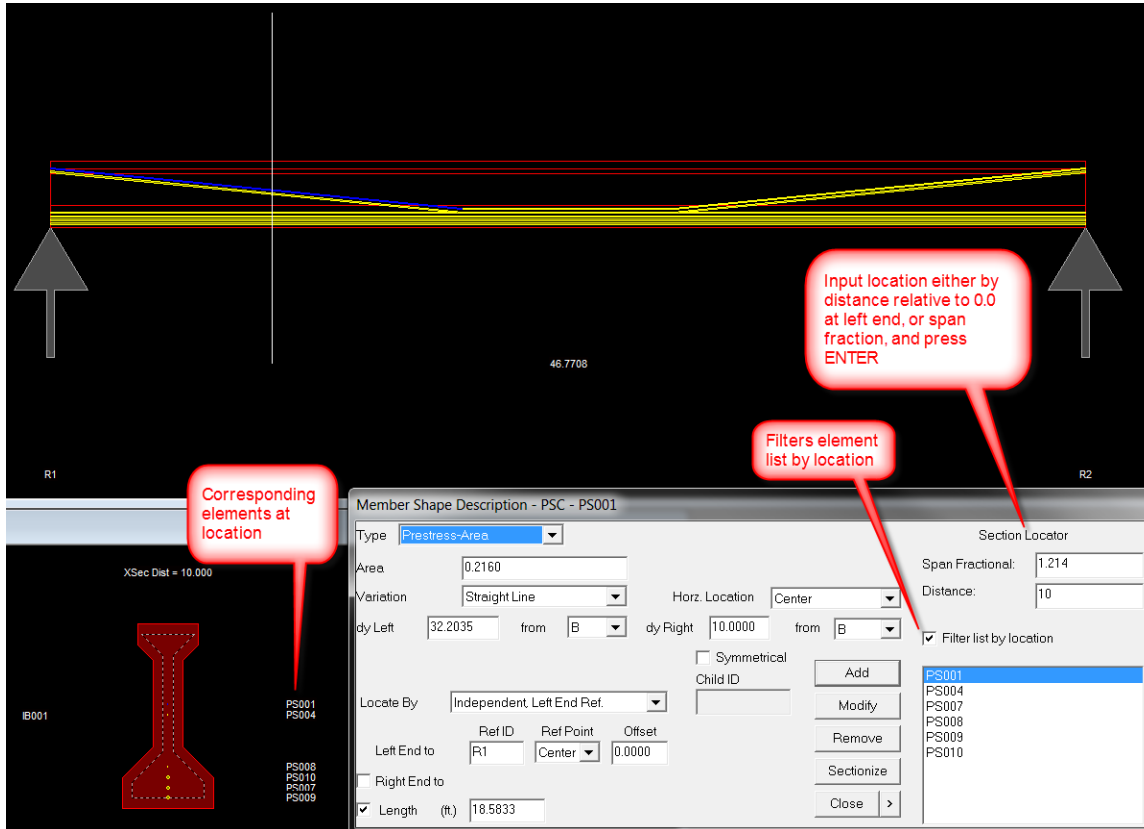 Input location either by
distance relative to 0.0
at left end, or span
fraction, and press
ENTER
46.7708
Filters element
list by location
R1
R2
Corresponding
elements at
location
XSec Dist = 10.000
IB001
PS001
PS004
PS008
PS010
PS007
PS009
Member Shape Description - PSC - PS001
Type Prestress-Area
Section Locator
Area 0.2160
Span Fractional: 1.214
Variation Straight Line Horz. Location Center
Distance: 10
dy Left 32.2035 from B dy Right 10.0000 from B
Filter list by location
Symmetrical
Child ID
Add
Modify
Remove
Sectionize
Close >
PS001
PS004
PS007
PS008
PS009
PS010
Locate By Independent, Left End Ref.
Ref ID Ref Point Offset
Left End to R1 Center 0.0000
Right End to
Length (ft.) 18.5833